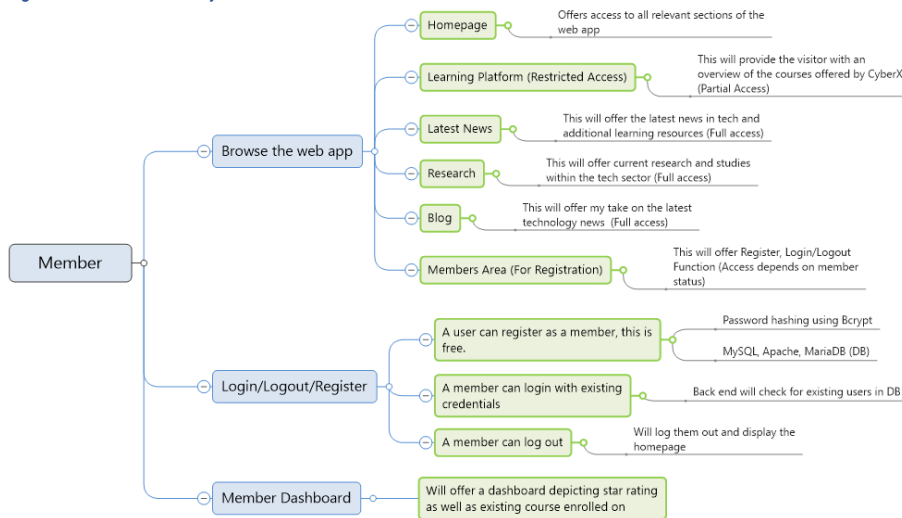 Homepage
Offers access to all relevant sections of the
web app
Learning Platform (Restricted Access)
This will provide the visitor with an
overview of the courses offered by CyberX
(Partial Access)
Latest News
This will offer the latest news in tech and
additional learning resources (Full access)
Browse the web app
Research
This will offer current research and studies
within the tech sector (Full access)
Blog
This will offer my take on the latest
technology news (Full access)
Member
Members Area (For Registration)
This will offer Register, Login/Logout
Function (Access depends on member
status)
A user can register as a member, this is
free.
Password hashing using Bcrypt
MySQL, Apache, MariaDB (DB)
Login/Logout/Register
A member can login with existing
credentials
Back end will check for existing users in DB
A member can log out
Will log them out and display the
homepage
Member Dashboard
Will offer a dashboard depicting star rating
as well as existing course enrolled on